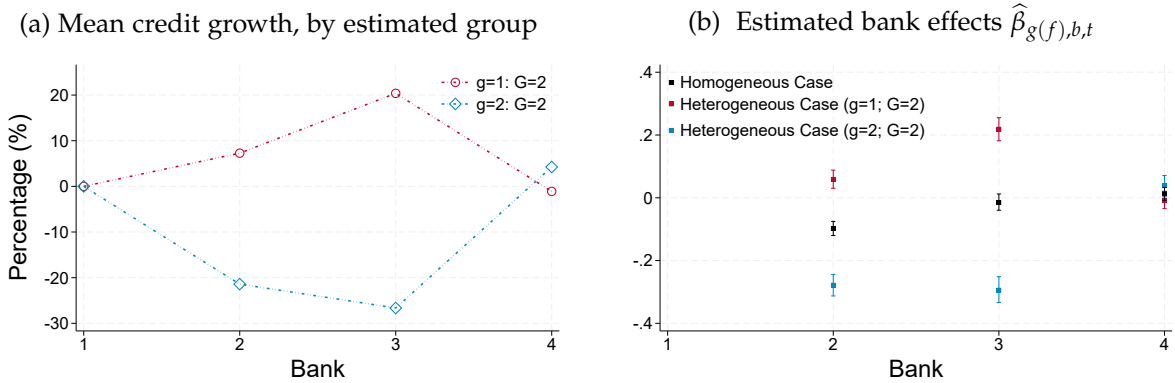 (a) Mean credit growth, by estimated group
Percentage (%)
20
10
0
-10
-20
-30
1 2 3 4
Bank
g=1: G=2
g=2: G=2
(b) Estimated bank effects β̂_{g(f),b,t}
.4
.2
0
-.2
-.4
1 2 3 4
Bank
Homogeneous Case
Heterogeneous Case (g=1; G=2)
Heterogeneous Case (g=2; G=2)